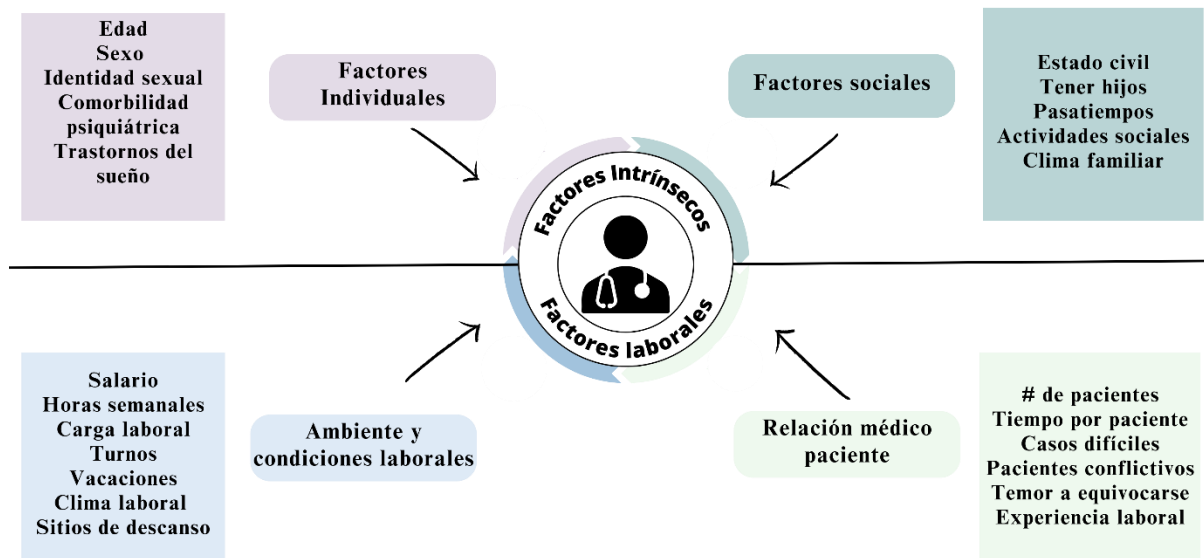 Edad
Sexo
Identidad sexual
Comorbilidad
psiquiátrica
Trastornos del
sueño
Factores
Individuales
Factores sociales
Estado civil
Tener hijos
Pasatiempos
Actividades sociales
Clima familiar
Factores Intrínsecos
Factores laborales
Salario
Horas semanales
Carga laboral
Turnos
Vacaciones
Clima laboral
Sitios de descanso
Ambiente y
condiciones laborales
Relación médico
paciente
# de pacientes
Tiempo por paciente
Casos difíciles
Pacientes conflictivos
Temor a equivocarse
Experiencia laboral